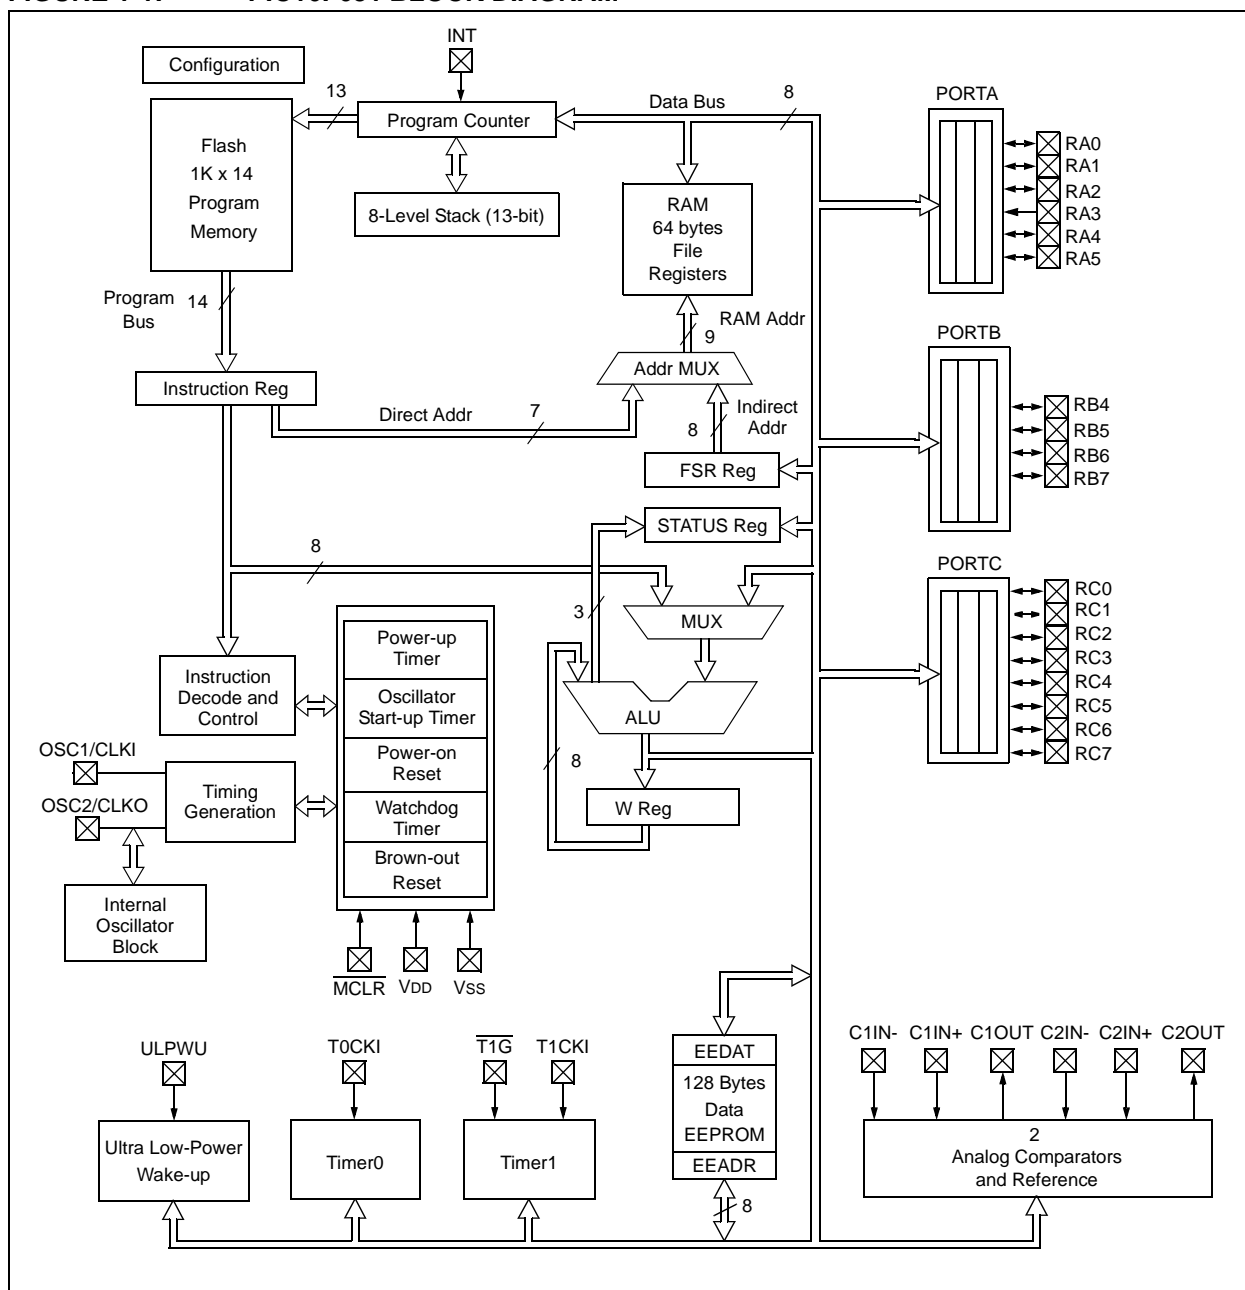 INT
Configuration
13
Data Bus
8
PORTA
Program Counter
Flash
1K x 14
Program
Memory
8-Level Stack (13-bit)
RAM
64 bytes
File
Registers
RA0
RA1
RA2
RA3
RA4
RA5
Program
Bus
14
RAM Addr
9
PORTB
Addr MUX
Instruction Reg
Direct Addr
7
Indirect
Addr
8
FSR Reg
RB4
RB5
RB6
RB7
STATUS Reg
8
3
MUX
PORTC
RC0
RC1
RC2
RC3
RC4
RC5
RC6
RC7
Instruction
Decode and
Control
Power-up
Timer
Oscillator
Start-up Timer
Power-on
Reset
Watchdog
Timer
Brown-out
Reset
ALU
8
W Reg
OSC1/CLKI
OSC2/CLKO
Timing
Generation
Internal
Oscillator
Block
MCLR
VDD
VSS
ULPWU
T0CKI
T1G
T1CKI
EEDAT
128 Bytes
Data
EEPROM
EEADR
8
C1IN- C1IN+ C1OUT C2IN- C2IN+ C2OUT
Ultra Low-Power
Wake-up
Timer0
Timer1
2
Analog Comparators
and Reference